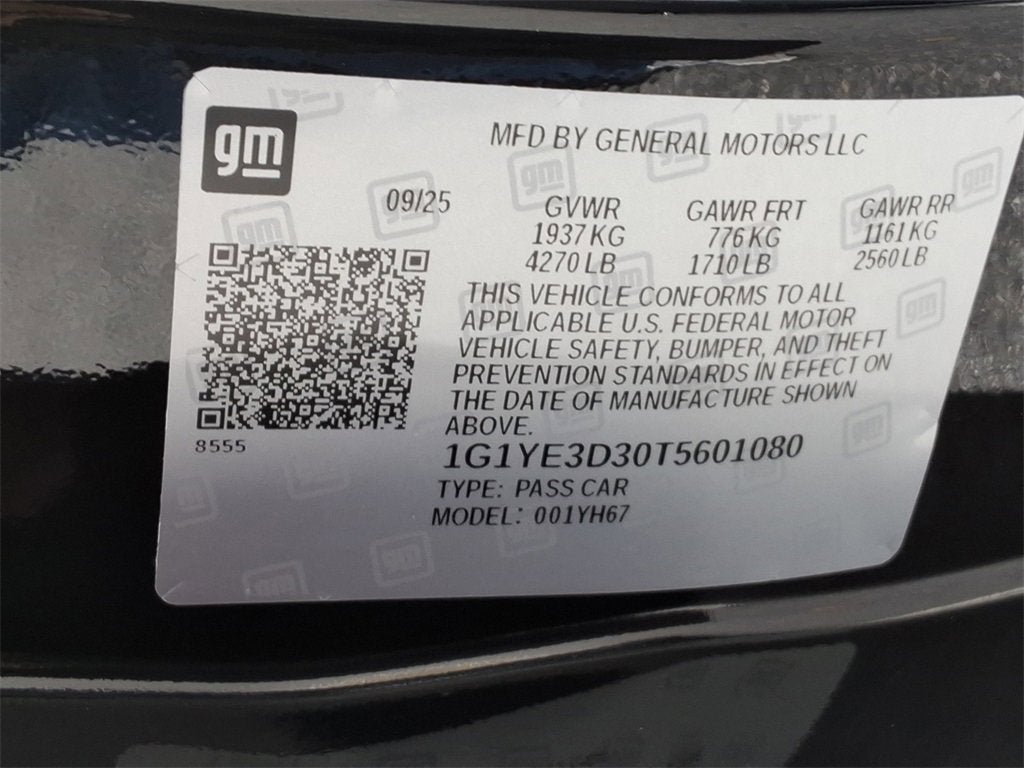 gm
MFD BY GENERAL MOTORS LLC
09/25
GVWR GAWR FRT GAWR RR
1937 KG 776 KG 1161 KG
4270 LB 1710 LB 2560 LB
THIS VEHICLE CONFORMS TO ALL
APPLICABLE U.S. FEDERAL MOTOR
VEHICLE SAFETY, BUMPER, AND THEFT
PREVENTION STANDARDS IN EFFECT ON
THE DATE OF MANUFACTURE SHOWN
ABOVE.
8555
1G1YE3D30T5601080
TYPE: PASS CAR
MODEL: 001YH67